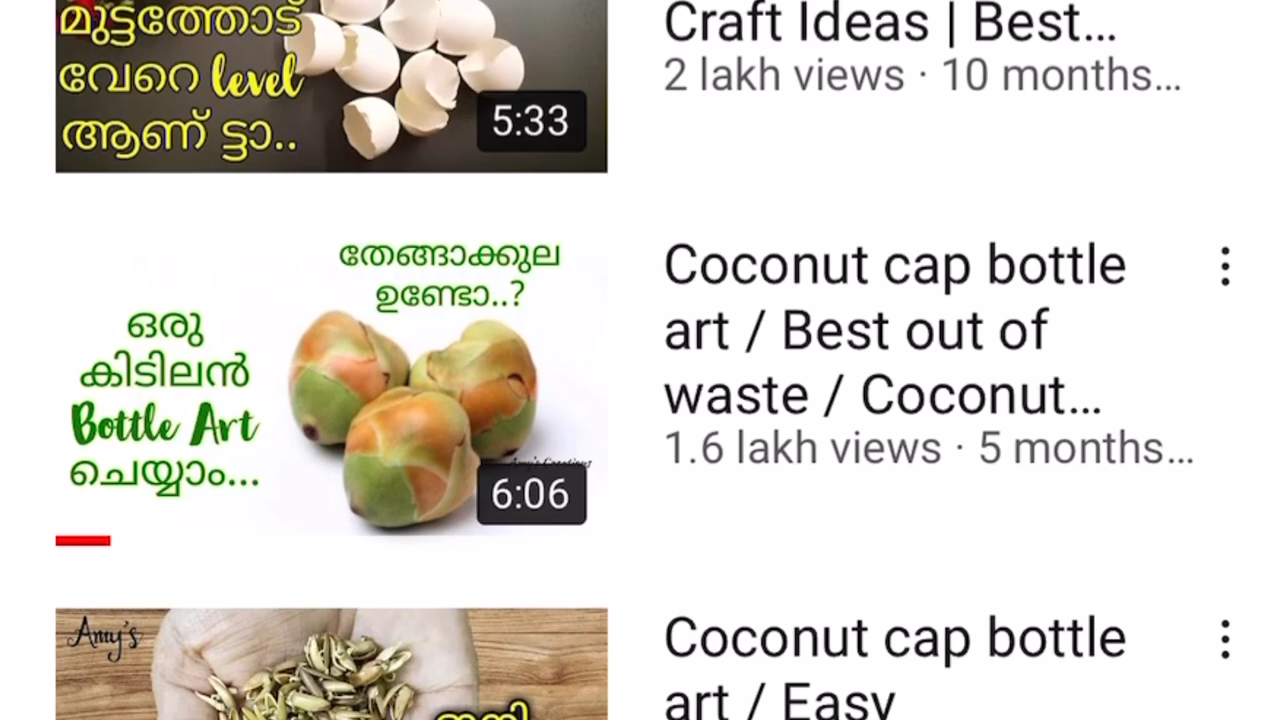 മുട്ടത്തോട്
വേറെ level
ആണ് ട്ടാ..
5:33
Craft Ideas | Best...
2 lakh views · 10 months...
തേങ്ങാക്കുല
ഉണ്ടോ..?
ഒരു
കിടിലൻ
Bottle Art
ചെയ്യാം...
Amy's Creations
6:06
Coconut cap bottle
art / Best out of
waste / Coconut...
1.6 lakh views · 5 months...
Amy's
Coconut cap bottle
art / Easy